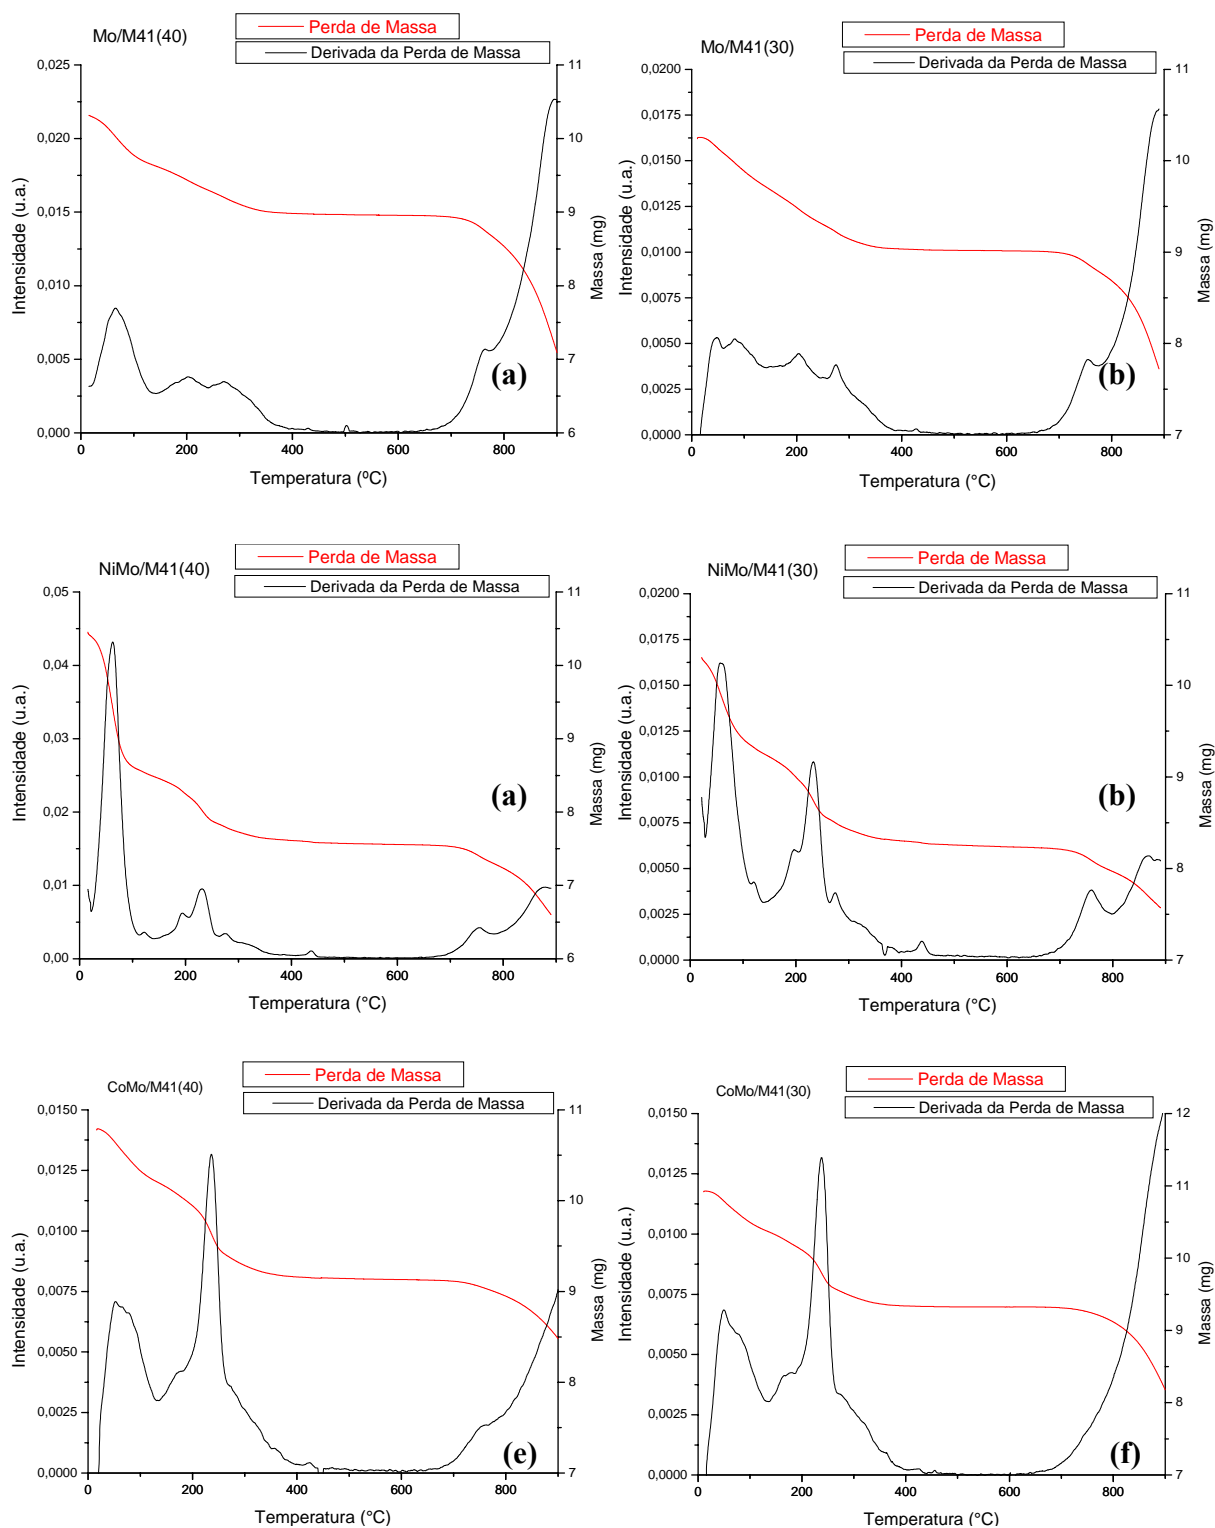 Mo/M41(40)
Perda de Massa
Derivada da Perda de Massa
0,025
0,020
0,015
0,010
0,005
0,000
Intensidade (u.a.)
11
10
9
8
7
6
Massa (mg)
0 200 400 600 800
Temperatura (ºC)
(a)
Mo/M41(30)
Perda de Massa
Derivada da Perda de Massa
0,0200
0,0175
0,0150
0,0125
0,0100
0,0075
0,0050
0,0025
0,0000
Intensidade (u.a.)
11
10
9
8
7
Massa (mg)
0 200 400 600 800
Temperatura (°C)
(b)
NiMo/M41(40)
Perda de Massa
Derivada da Perda de Massa
0,05
0,04
0,03
0,02
0,01
0,00
Intensidade (u.a.)
11
10
9
8
7
6
Massa (mg)
0 200 400 600 800
Temperatura (°C)
(a)
NiMo/M41(30)
Perda de Massa
Derivada da Perda de Massa
0,0200
0,0175
0,0150
0,0125
0,0100
0,0075
0,0050
0,0025
0,0000
Intensidade (u.a.)
11
10
9
8
7
Massa (mg)
0 200 400 600 800
Temperatura (°C)
(b)
CoMo/M41(40)
Perda de Massa
Derivada da Perda de Massa
0,0150
0,0125
0,0100
0,0075
0,0050
0,0025
0,0000
Intensidade (u.a.)
11
10
9
8
7
Massa (mg)
0 200 400 600 800
Temperatura (°C)
(e)
CoMo/M41(30)
Perda de Massa
Derivada da Perda de Massa
0,0150
0,0125
0,0100
0,0075
0,0050
0,0025
0,0000
Intensidade (u.a.)
12
11
10
9
8
7
Massa (mg)
0 200 400 600 800
Temperatura (°C)
(f)